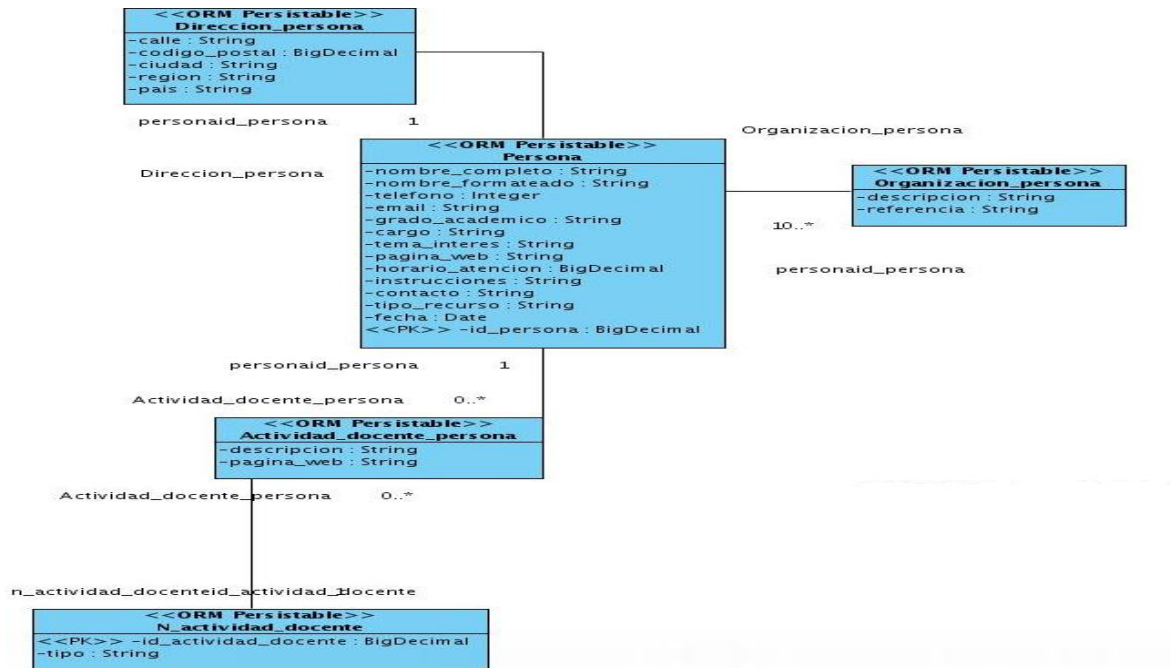 <<ORM Persistable>>
Direccion_persona
-calle : String
-codigo_postal : BigDecimal
-ciudad : String
-region : String
-pais : String
personaid_persona 1
Direccion_persona
<<ORM Persistable>>
Persona
-nombre_completo : String
-nombre_formateado : String
-telefono : Integer
-email : String
-grado_academico : String
-cargo : String
-tema_interes : String
-pagina_web : String
-horario_atencion : BigDecimal
-instrucciones : String
-contacto : String
-tipo_recurso : String
-fecha : Date
<<PK>> -id_persona : BigDecimal
Organizacion_persona
<<ORM Persistable>>
Organizacion_persona
-descripcion : String
-referencia : String
10..*
personaid_persona
personaid_persona 1
Actividad_docente_persona 0..*
<<ORM Persistable>>
Actividad_docente_persona
-descripcion : String
-pagina_web : String
Actividad_docente_persona 0..*
n_actividad_docenteid_actividad_docente
1
<<ORM Persistable>>
N_actividad_docente
<<PK>> -id_actividad_docente : BigDecimal
-tipo : String